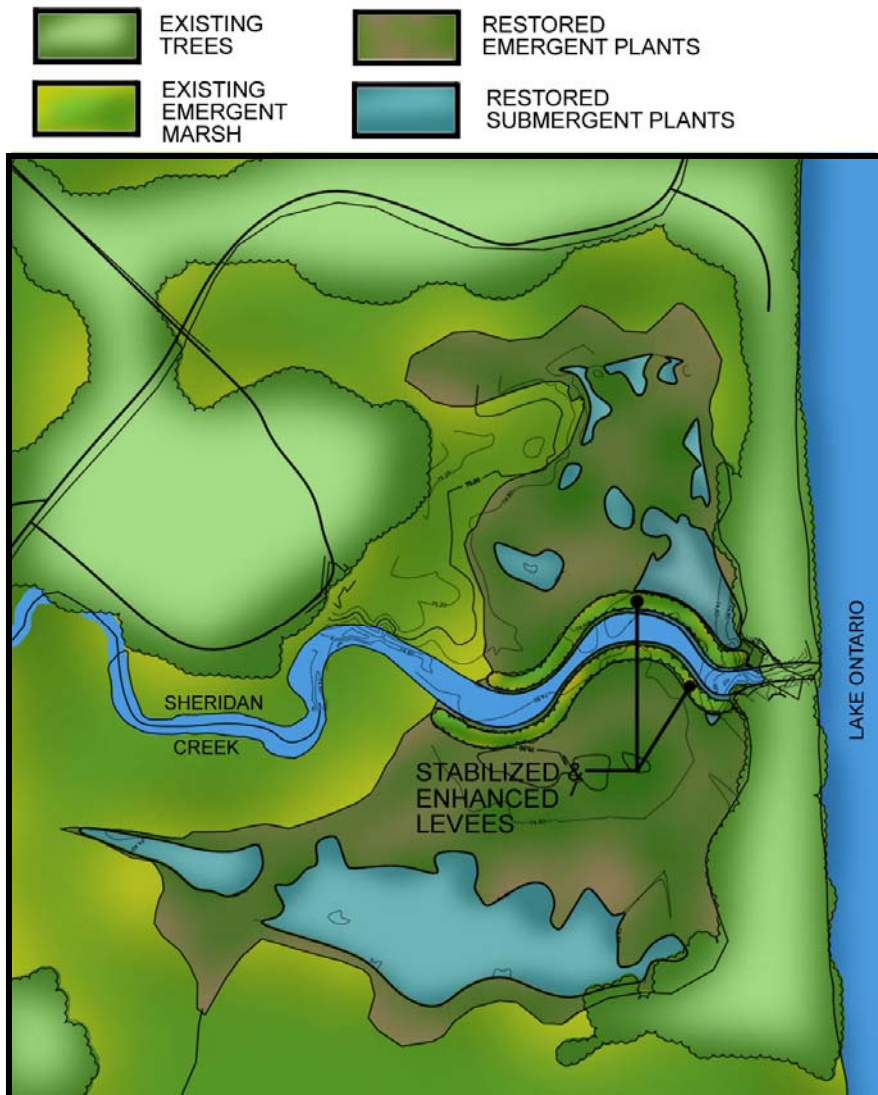 EXISTING
TREES
RESTORED
EMERGENT PLANTS
EXISTING
EMERGENT
MARSH
RESTORED
SUBMERGENT PLANTS
SHERIDAN
CREEK
STABILIZED &
ENHANCED
LEVEES
LAKE ONTARIO